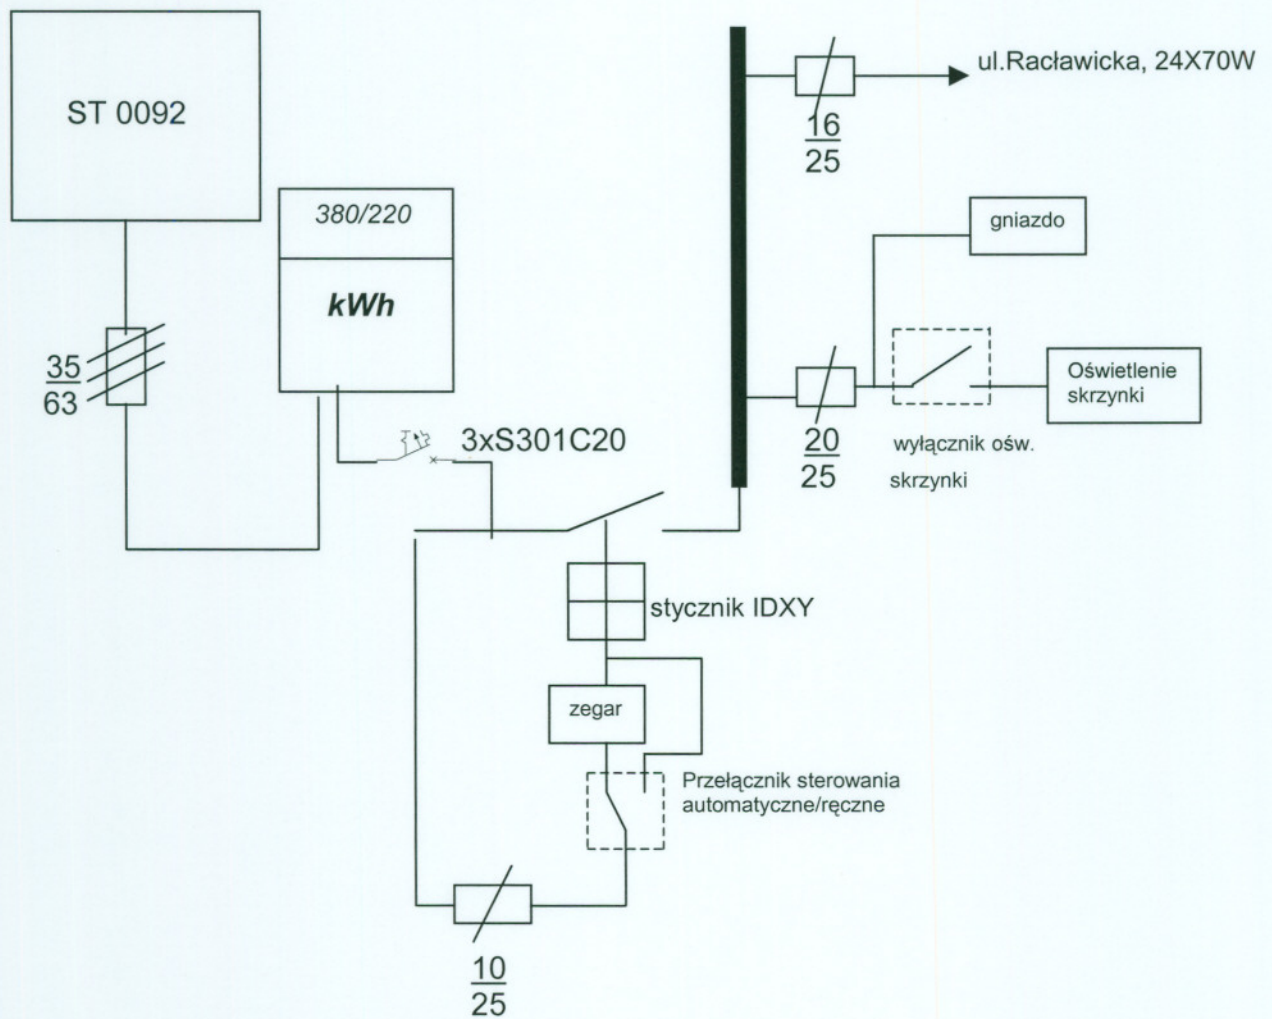 ST 0092
380/220
kWh
35
63
3xS301C20
ul.Racławicka, 24X70W
16
25
gniazdo
Oświetlenie
skrzynki
20
25
wyłącznik ośw.
skrzynki
stycznik IDXY
zegar
Przełącznik sterowania
automatyczne/ręczne
10
25